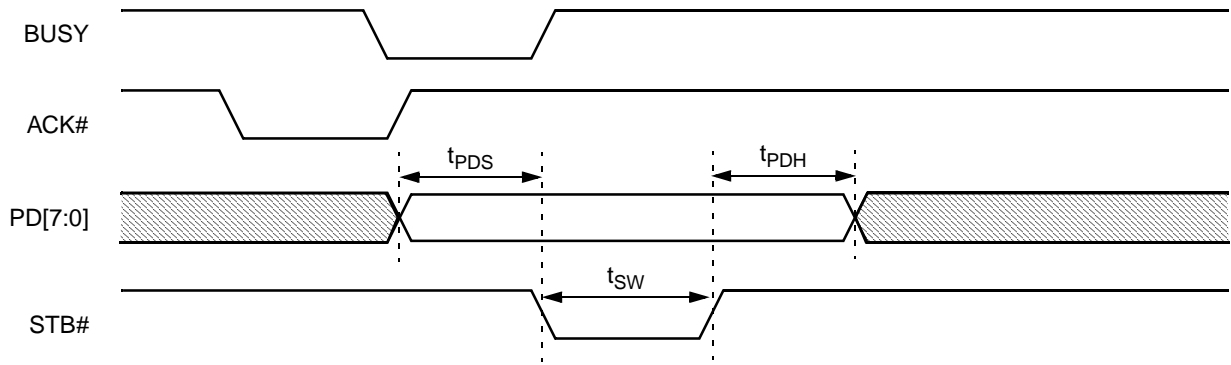 BUSY
ACK#
tPDS
tPDH
PD[7:0]
tSW
STB#